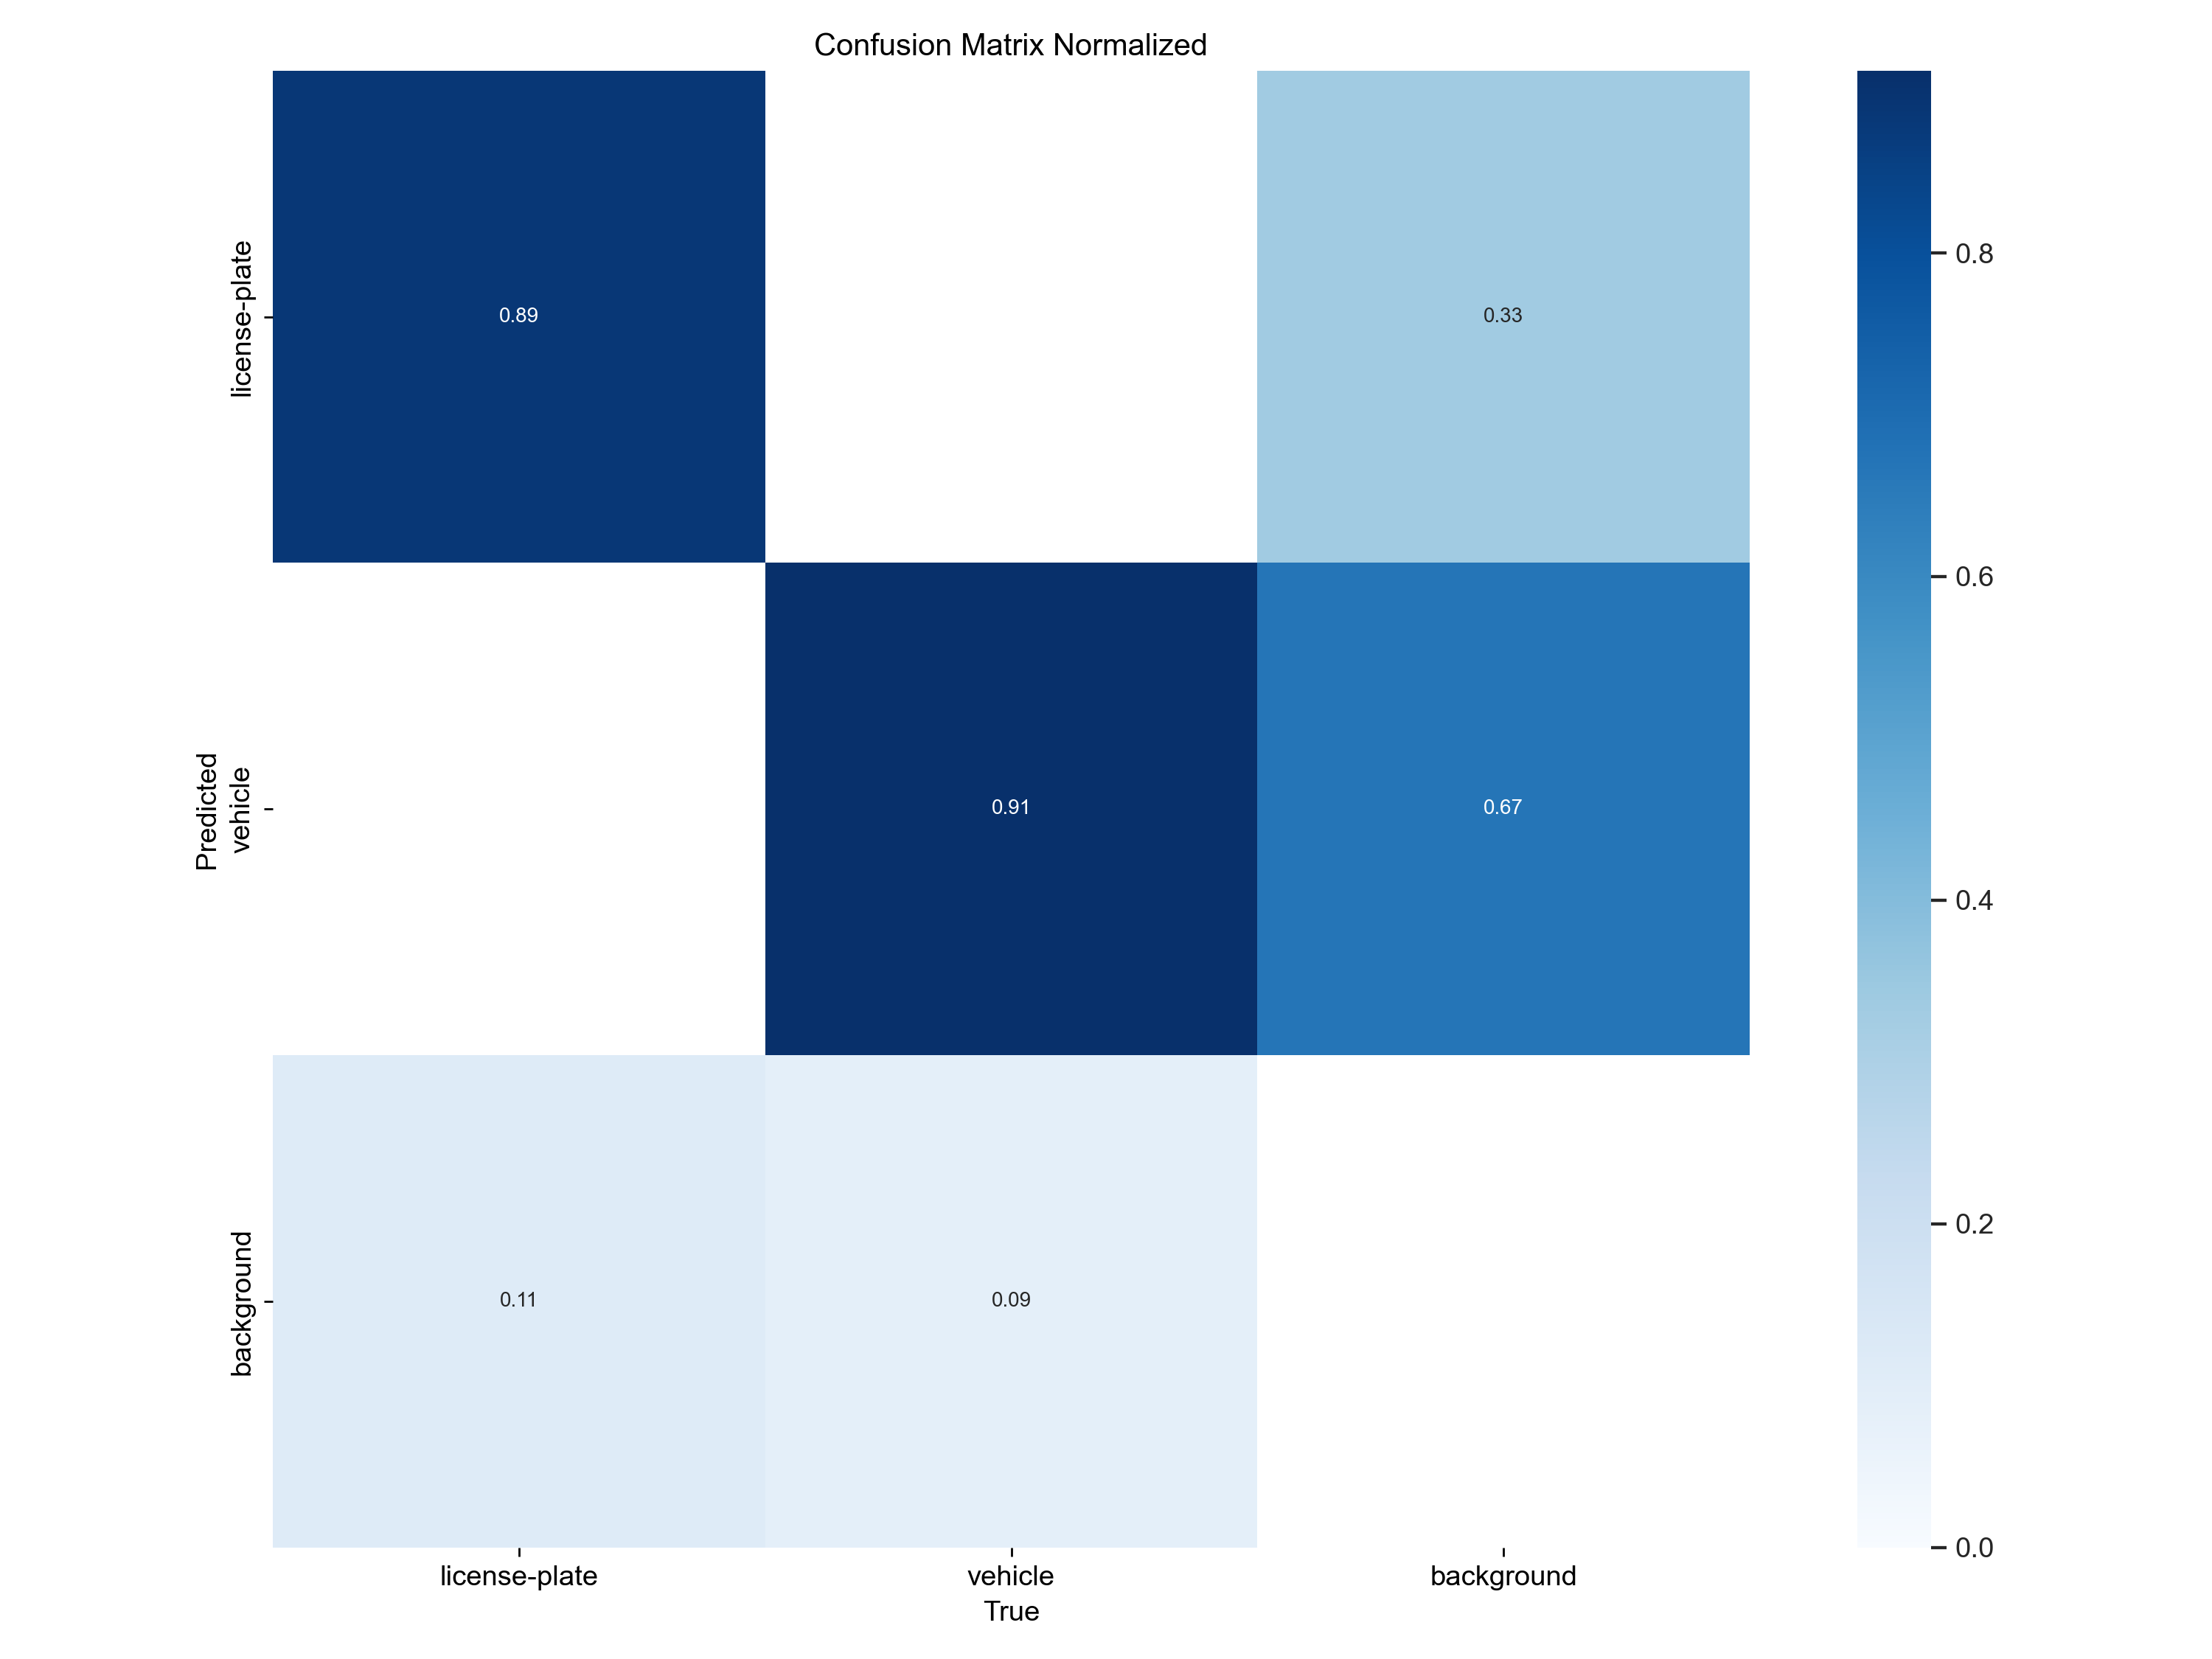 Confusion Matrix Normalized
license-plate
0.89
0.33
0.8
0.6
Predicted
vehicle
0.91
0.67
0.4
background
0.11
0.09
0.2
0.0
license-plate
vehicle
background
True